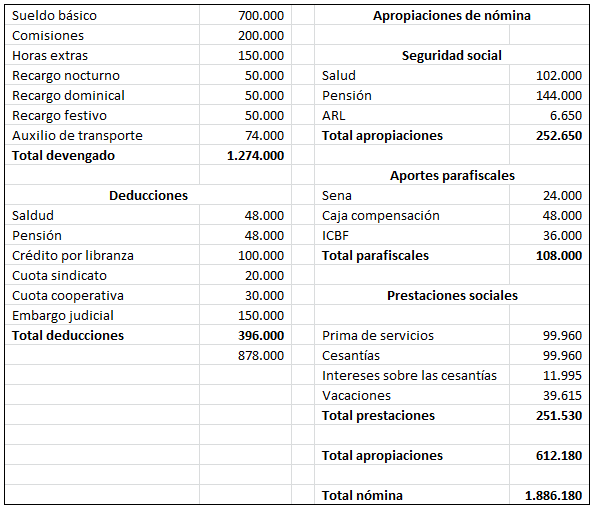 Sueldo básico 700.000
Comisiones 200.000
Horas extras 150.000
Recargo nocturno 50.000
Recargo dominical 50.000
Recargo festivo 50.000
Auxilio de transporte 74.000
Total devengado 1.274.000
Deducciones
Saldud 48.000
Pensión 48.000
Crédito por libranza 100.000
Cuota sindicato 20.000
Cuota cooperativa 30.000
Embargo judicial 150.000
Total deducciones 396.000
878.000
Apropiaciones de nómina
Seguridad social
Salud 102.000
Pensión 144.000
ARL 6.650
Total apropiaciones 252.650
Aportes parafiscales
Sena 24.000
Caja compensación 48.000
ICBF 36.000
Total parafiscales 108.000
Prestaciones sociales
Prima de servicios 99.960
Cesantías 99.960
Intereses sobre las cesantías 11.995
Vacaciones 39.615
Total prestaciones 251.530
Total apropiaciones 612.180
Total nómina 1.886.180